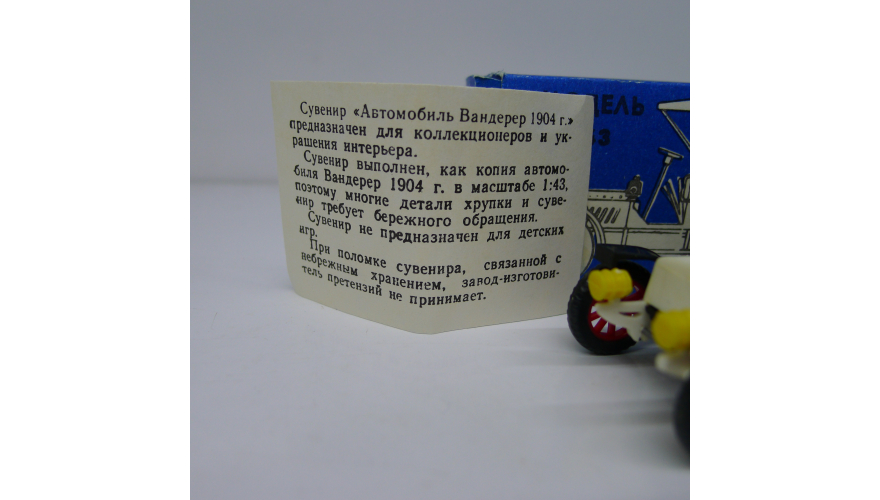 Сувенир «Автомобиль Вандерер 1904 г.»
предназначен для коллекционеров и ук-
рашения интерьера.
Сувенир выполнен, как копия автомо-
биля Вандерер 1904 г. в масштабе 1:43,
поэтому многие детали хрупки и суве-
нир требует бережного обращения.
Сувенир не предназначен для детских
игр.
При поломке сувенира, связанной с
небрежным хранением, завод-изготови-
тель претензий не принимает.